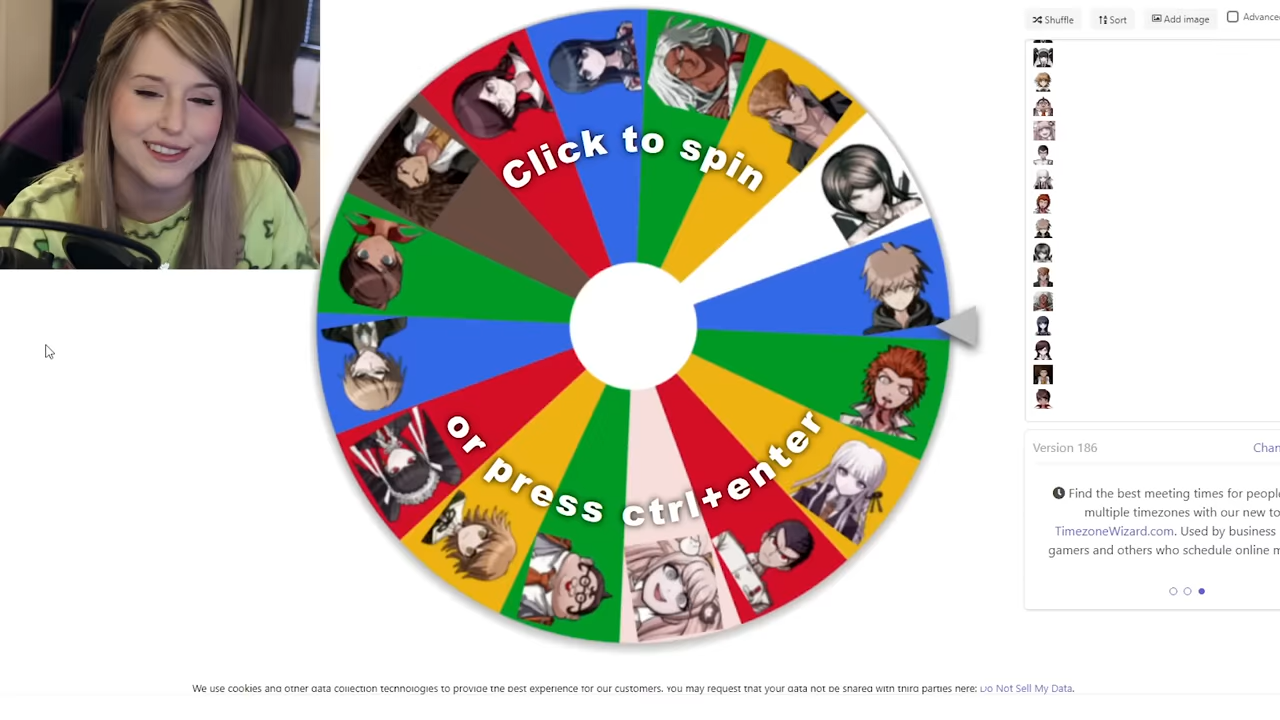 Shuffle
Sort
Add image
Advance
Click to spin
or press ctrl+enter
Version 186
Chan
Find the best meeting times for people
multiple timezones with our new to
TimezoneWizard.com. Used by business
gamers and others who schedule online m
We use cookies and other data collection technologies to provide the best experience for our customers. You may request that your data not be shared with third parties here: Do Not Sell My Data.